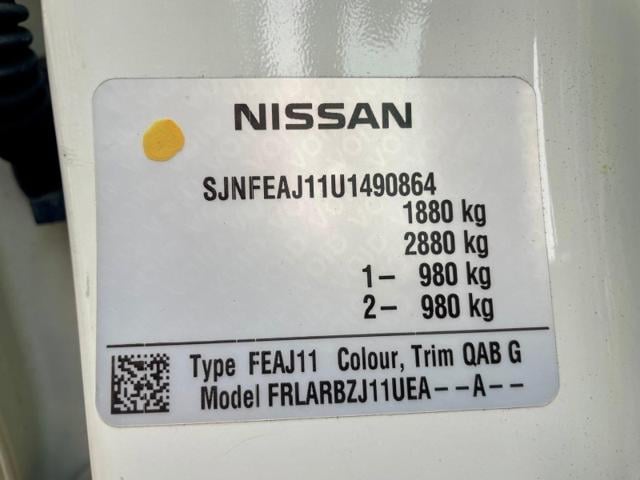 NISSAN
SJNFEAJ11U1490864
1880 kg
2880 kg
1– 980 kg
2– 980 kg
Type FEAJ11 Colour, Trim QAB G
Model FRLARBZJ11UEA––A––